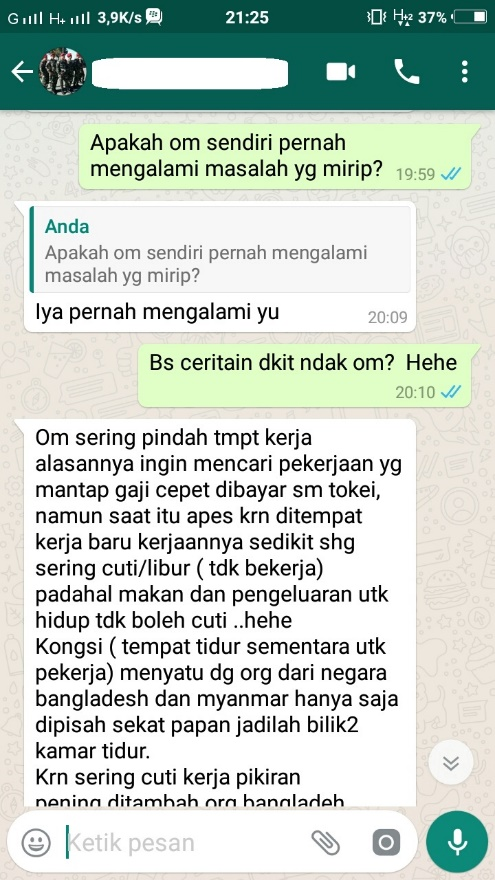 G H+ 3,9K/s 21:25 H+2 37%
Apakah om sendiri pernah
mengalami masalah yg mirip? 19:59
Anda
Apakah om sendiri pernah mengalami
masalah yg mirip?
Iya pernah mengalami yu 20:09
Bs ceritain dkit ndak om? Hehe
20:10
Om sering pindah tmpt kerja
alasannya ingin mencari pekerjaan yg
mantap gaji cepet dibayar sm tokei,
namun saat itu apes krn ditempat
kerja baru kerjaannya sedikit shg
sering cuti/libur ( tdk bekerja)
padahal makan dan pengeluaran utk
hidup tdk boleh cuti ..hehe
Kongsi ( tempat tidur sementara utk
pekerja) menyatu dg org dari negara
bangladesh dan myanmar hanya saja
dipisah sekat papan jadilah bilik2
kamar tidur.
Krn sering cuti kerja pikiran
pening ditambah org bangladeh
Ketik pesan